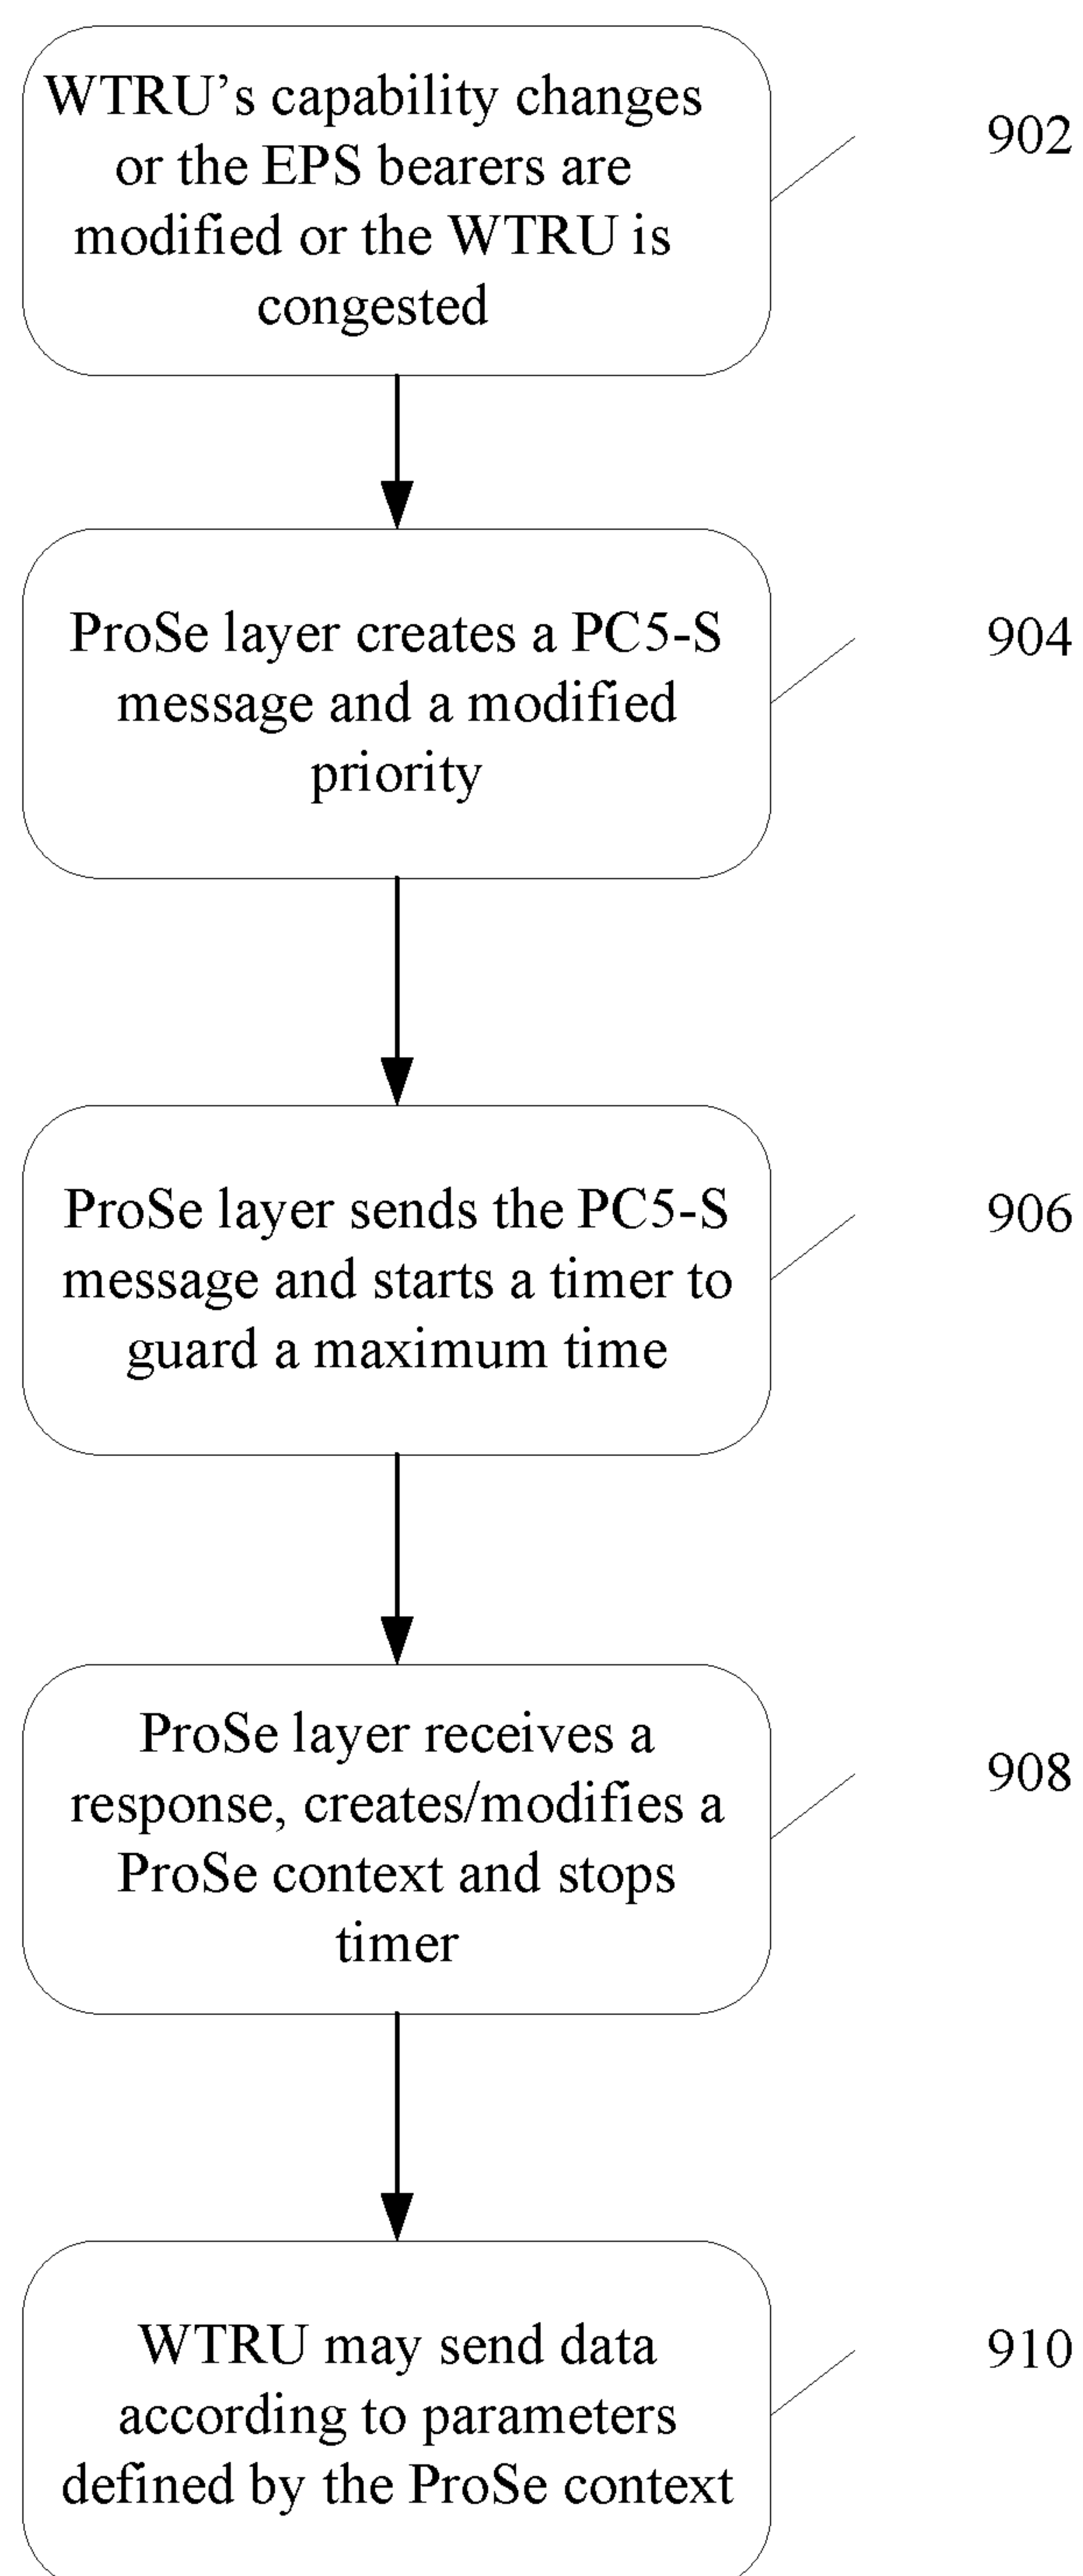 WTRU’s capability changes
or the EPS bearers are
modified or the WTRU is
congested
902
ProSe layer creates a PC5-S
message and a modified
priority
904
ProSe layer sends the PC5-S
message and starts a timer to
guard a maximum time
906
ProSe layer receives a
response, creates/modifies a
ProSe context and stops
timer
908
WTRU may send data
according to parameters
defined by the ProSe context
910